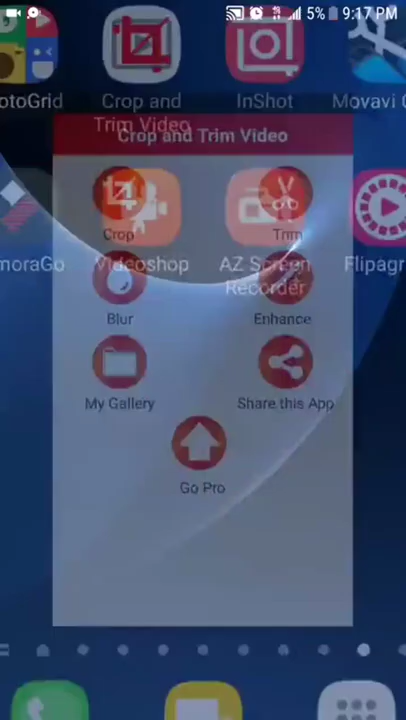 5% 9:17 PM
otoGrid
Crop and
Trim Video
InShot
Movavi C
Crop and Trim Video
Crop
Trim
moraGo
Videoshop
AZ Screen
Recorder
Flipagr
Blur
Enhance
My Gallery
Share this App
Go Pro